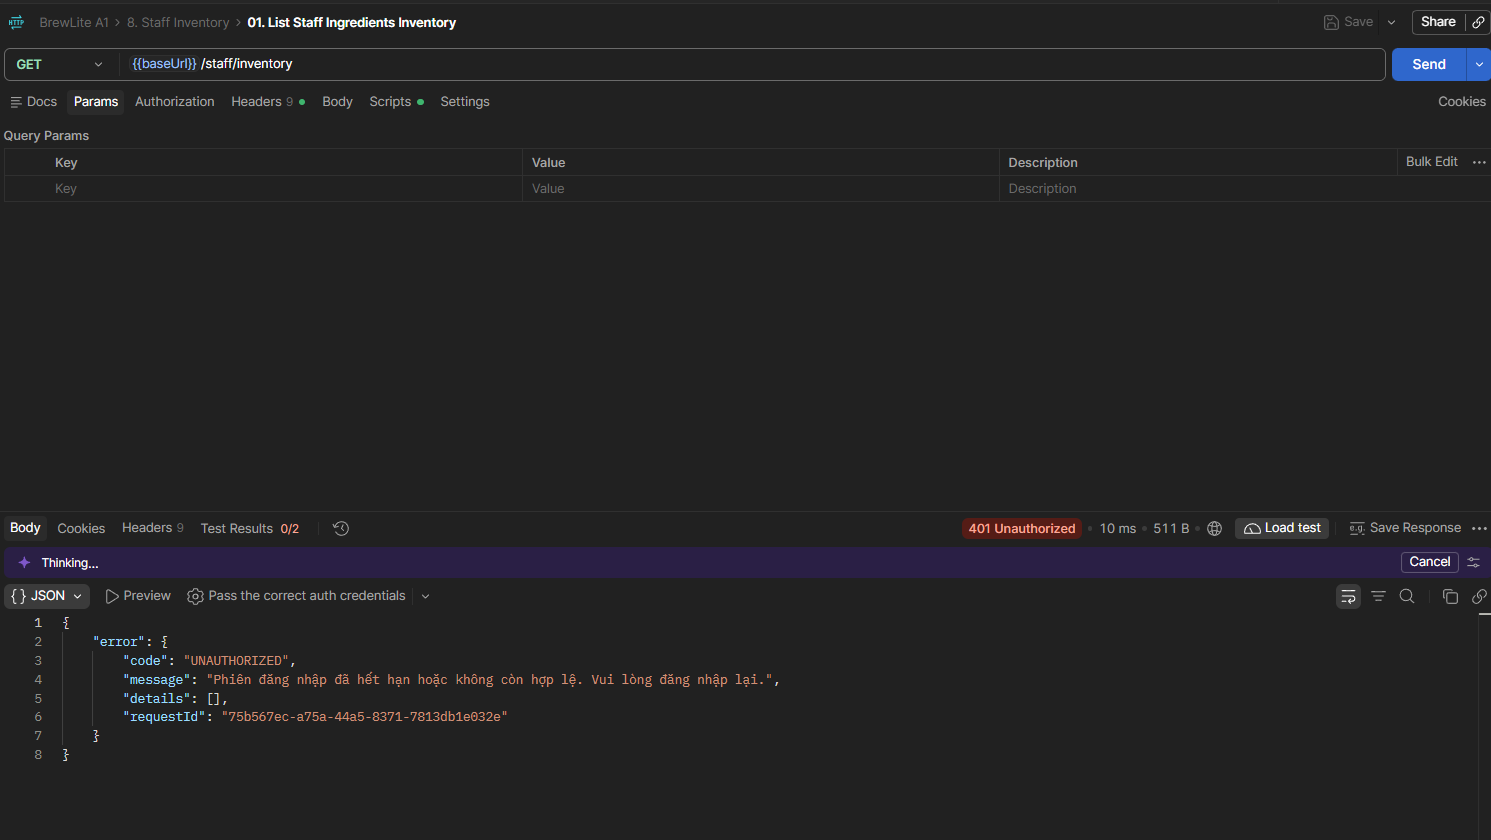 HTTP BrewLite A1 > 8. Staff Inventory > 01. List Staff Ingredients Inventory Save Share
GET {{baseUrl}} /staff/inventory Send
Docs Params Authorization Headers 9 Body Scripts Settings Cookies
Query Params
Key Value Description Bulk Edit ...
Key Value Description
Body Cookies Headers 9 Test Results 0/2 401 Unauthorized 10 ms 511 B Load test e.g. Save Response ...
Thinking... Cancel
{} JSON Preview Pass the correct auth credentials
1 {
2 "error": {
3 "code": "UNAUTHORIZED",
4 "message": "Phiên đăng nhập đã hết hạn hoặc không còn hợp lệ. Vui lòng đăng nhập lại.",
5 "details": [],
6 "requestId": "75b567ec-a75a-44a5-8371-7813db1e032e"
7 }
8 }